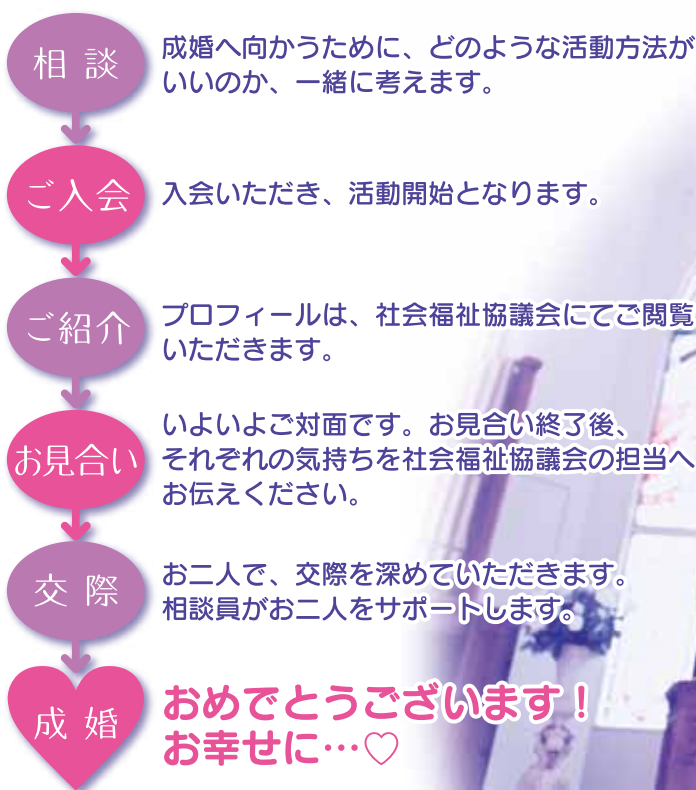 相談
成婚へ向かうために、どのような活動方法が
いいのか、一緒に考えます。
ご入会
入会いただき、活動開始となります。
ご紹介
プロフィールは、社会福祉協議会にてご閲覧
いただきます。
お見合い
いよいよご対面です。お見合い終了後、
それぞれの気持ちを社会福祉協議会の担当へ
お伝えください。
交際
お二人で、交際を深めていただきます。
相談員がお二人をサポートします。
成婚
おめでとうございます！
お幸せに…♡